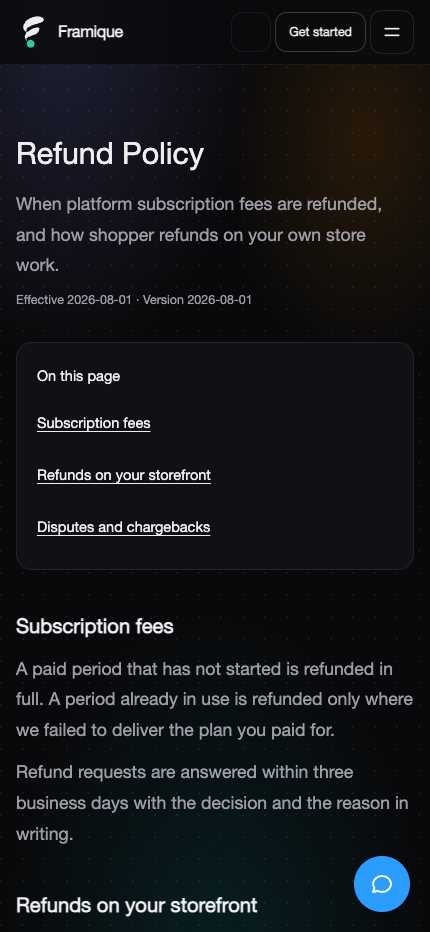 Framique
Get started
Refund Policy
When platform subscription fees are refunded,
and how shopper refunds on your own store
work.
Effective 2026-08-01 · Version 2026-08-01
On this page
Subscription fees
Refunds on your storefront
Disputes and chargebacks
Subscription fees
A paid period that has not started is refunded in
full. A period already in use is refunded only where
we failed to deliver the plan you paid for.
Refund requests are answered within three
business days with the decision and the reason in
writing.
Refunds on your storefront